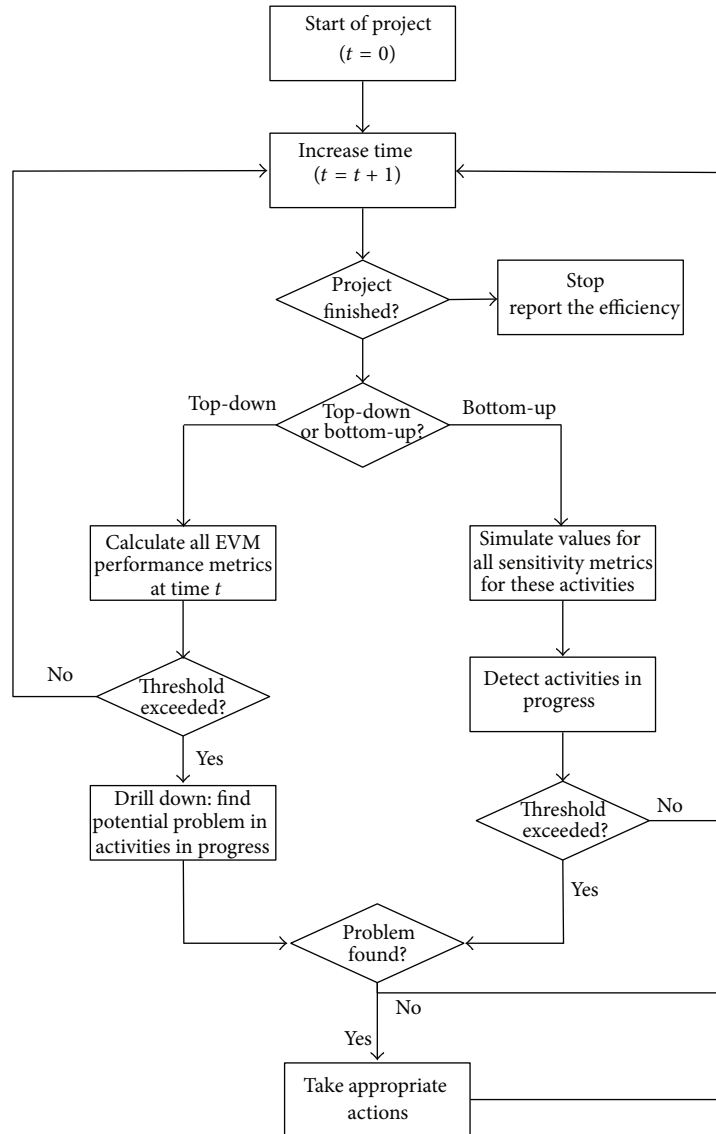 Start of project
(t = 0)
Increase time
(t = t + 1)
Project
finished?
Stop
report the efficiency
Top-down
Top-down
or bottom-up?
Bottom-up
Calculate all EVM
performance metrics
at time t
Simulate values for
all sensitivity metrics
for these activities
No
Threshold
exceeded?
Detect activities in
progress
Yes
Drill down: find
potential problem in
activities in progress
Threshold
exceeded?
No
Yes
Problem
found?
No
Yes
Take appropriate
actions